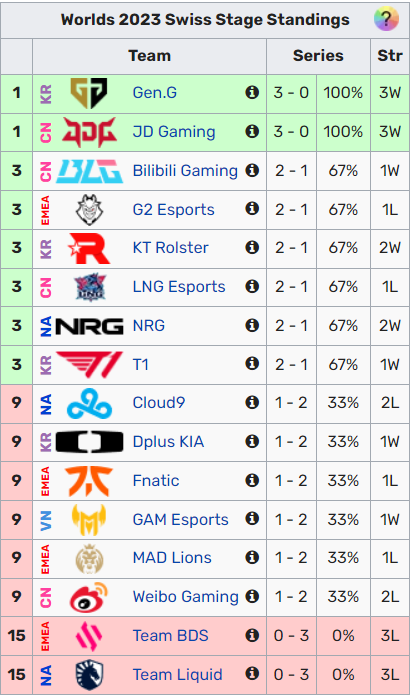 Worlds 2023 Swiss Stage Standings ?
Team Series Str
1 KR Gen.G i 3 - 0 100% 3W
1 CN JDG JD Gaming i 3 - 0 100% 3W
3 CN BLG Bilibili Gaming i 2 - 1 67% 1W
3 EMEA G2 Esports i 2 - 1 67% 1L
3 KR KT Rolster i 2 - 1 67% 2W
3 CN LNG LNG Esports i 2 - 1 67% 1L
3 NA NRG NRG i 2 - 1 67% 2W
3 KR T1 T1 i 2 - 1 67% 1W
9 NA Cloud9 i 1 - 2 33% 2L
9 KR Dplus KIA i 1 - 2 33% 1W
9 EMEA Fnatic i 1 - 2 33% 1L
9 VN GAM Esports i 1 - 2 33% 1W
9 EMEA MAD Lions i 1 - 2 33% 1L
9 CN Weibo Gaming i 1 - 2 33% 2L
15 EMEA Team BDS i 0 - 3 0% 3L
15 NA Team Liquid i 0 - 3 0% 3L